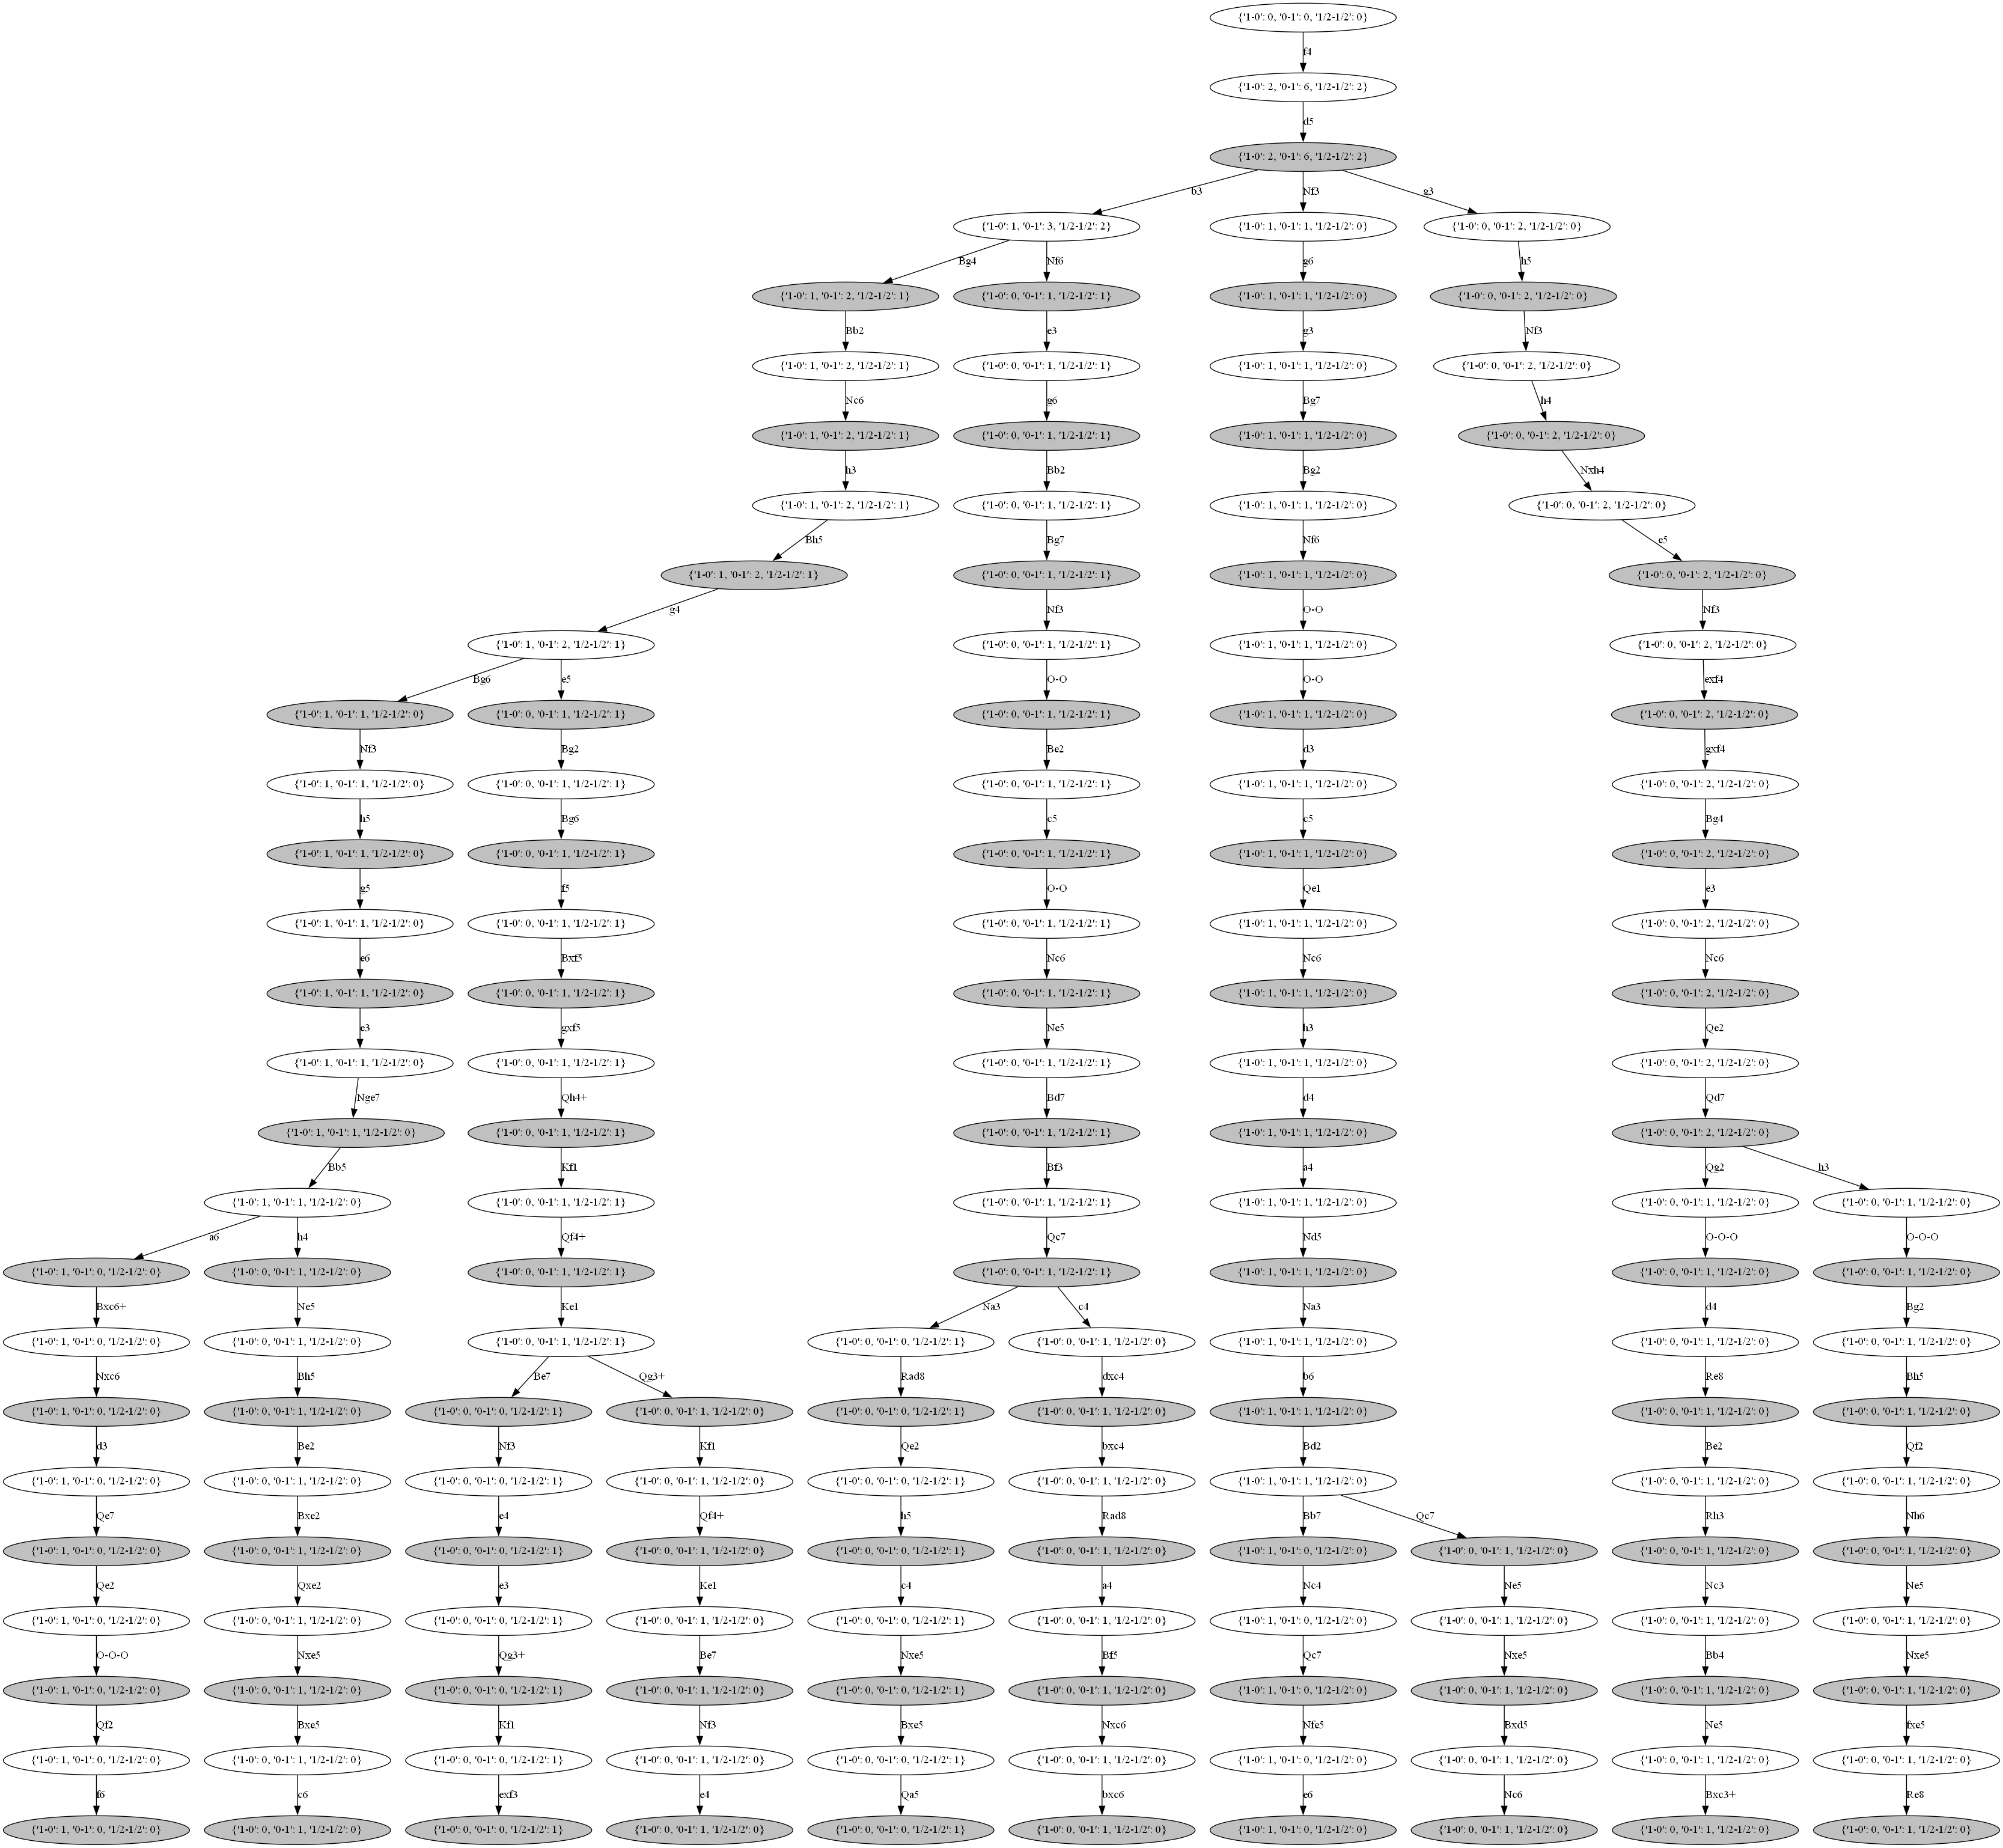 {'1-0': 0, '0-1': 0, '1/2-1/2': 0}
f4
{'1-0': 2, '0-1': 6, '1/2-1/2': 2}
d5
{'1-0': 2, '0-1': 6, '1/2-1/2': 2}
b3 Nf3 g3
{'1-0': 1, '0-1': 3, '1/2-1/2': 2} {'1-0': 1, '0-1': 1, '1/2-1/2': 0} {'1-0': 0, '0-1': 2, '1/2-1/2': 0}
Bg4 Nf6 g6 h5
{'1-0': 1, '0-1': 2, '1/2-1/2': 1} {'1-0': 0, '0-1': 1, '1/2-1/2': 1} {'1-0': 1, '0-1': 1, '1/2-1/2': 0} {'1-0': 0, '0-1': 2, '1/2-1/2': 0}
Bb2 e3 g3 Nf3
{'1-0': 1, '0-1': 2, '1/2-1/2': 1} {'1-0': 0, '0-1': 1, '1/2-1/2': 1} {'1-0': 1, '0-1': 1, '1/2-1/2': 0} {'1-0': 0, '0-1': 2, '1/2-1/2': 0}
Nc6 g6 Bg7 h4
{'1-0': 1, '0-1': 2, '1/2-1/2': 1} {'1-0': 0, '0-1': 1, '1/2-1/2': 1} {'1-0': 1, '0-1': 1, '1/2-1/2': 0} {'1-0': 0, '0-1': 2, '1/2-1/2': 0}
h3 Bb2 Bg2 Nxh4
{'1-0': 1, '0-1': 2, '1/2-1/2': 1} {'1-0': 0, '0-1': 1, '1/2-1/2': 1} {'1-0': 1, '0-1': 1, '1/2-1/2': 0} {'1-0': 0, '0-1': 2, '1/2-1/2': 0}
Bh5 Bg7 Nf6 e5
{'1-0': 1, '0-1': 2, '1/2-1/2': 1} {'1-0': 0, '0-1': 1, '1/2-1/2': 1} {'1-0': 1, '0-1': 1, '1/2-1/2': 0} {'1-0': 0, '0-1': 2, '1/2-1/2': 0}
g4 Nf3 O-O Nf3
{'1-0': 1, '0-1': 2, '1/2-1/2': 1} {'1-0': 0, '0-1': 1, '1/2-1/2': 1} {'1-0': 1, '0-1': 1, '1/2-1/2': 0} {'1-0': 0, '0-1': 2, '1/2-1/2': 0}
Bg6 e5 O-O O-O exf4
{'1-0': 1, '0-1': 1, '1/2-1/2': 0} {'1-0': 0, '0-1': 1, '1/2-1/2': 1} {'1-0': 0, '0-1': 1, '1/2-1/2': 1} {'1-0': 1, '0-1': 1, '1/2-1/2': 0} {'1-0': 0, '0-1': 2, '1/2-1/2': 0}
Nf3 Bg2 Be2 d3 gxf4
{'1-0': 1, '0-1': 1, '1/2-1/2': 0} {'1-0': 0, '0-1': 1, '1/2-1/2': 1} {'1-0': 0, '0-1': 1, '1/2-1/2': 1} {'1-0': 1, '0-1': 1, '1/2-1/2': 0} {'1-0': 0, '0-1': 2, '1/2-1/2': 0}
h5 Bg6 c5 c5 Bg4
{'1-0': 1, '0-1': 1, '1/2-1/2': 0} {'1-0': 0, '0-1': 1, '1/2-1/2': 1} {'1-0': 0, '0-1': 1, '1/2-1/2': 1} {'1-0': 1, '0-1': 1, '1/2-1/2': 0} {'1-0': 0, '0-1': 2, '1/2-1/2': 0}
g5 f5 O-O Qe1 e3
{'1-0': 1, '0-1': 1, '1/2-1/2': 0} {'1-0': 0, '0-1': 1, '1/2-1/2': 1} {'1-0': 0, '0-1': 1, '1/2-1/2': 1} {'1-0': 1, '0-1': 1, '1/2-1/2': 0} {'1-0': 0, '0-1': 2, '1/2-1/2': 0}
e6 Bxf5 Nc6 Nc6 Nc6
{'1-0': 1, '0-1': 1, '1/2-1/2': 0} {'1-0': 0, '0-1': 1, '1/2-1/2': 1} {'1-0': 0, '0-1': 1, '1/2-1/2': 1} {'1-0': 1, '0-1': 1, '1/2-1/2': 0} {'1-0': 0, '0-1': 2, '1/2-1/2': 0}
e3 gxf5 Ne5 h3 Qe2
{'1-0': 1, '0-1': 1, '1/2-1/2': 0} {'1-0': 0, '0-1': 1, '1/2-1/2': 1} {'1-0': 0, '0-1': 1, '1/2-1/2': 1} {'1-0': 1, '0-1': 1, '1/2-1/2': 0} {'1-0': 0, '0-1': 2, '1/2-1/2': 0}
Nge7 Qh4+ Bd7 d4 Qd7
{'1-0': 1, '0-1': 1, '1/2-1/2': 0} {'1-0': 0, '0-1': 1, '1/2-1/2': 1} {'1-0': 0, '0-1': 1, '1/2-1/2': 1} {'1-0': 1, '0-1': 1, '1/2-1/2': 0} {'1-0': 0, '0-1': 2, '1/2-1/2': 0}
Bb5 Kf1 Bf3 a4 Qg2 h3
{'1-0': 1, '0-1': 1, '1/2-1/2': 0} {'1-0': 0, '0-1': 1, '1/2-1/2': 1} {'1-0': 0, '0-1': 1, '1/2-1/2': 1} {'1-0': 1, '0-1': 1, '1/2-1/2': 0} {'1-0': 0, '0-1': 1, '1/2-1/2': 0} {'1-0': 0, '0-1': 1, '1/2-1/2': 0}
a6 h4 Qf4+ Qc7 Nd5 O-O-O O-O-O
{'1-0': 1, '0-1': 0, '1/2-1/2': 0} {'1-0': 0, '0-1': 1, '1/2-1/2': 0} {'1-0': 0, '0-1': 1, '1/2-1/2': 1} {'1-0': 0, '0-1': 1, '1/2-1/2': 1} {'1-0': 1, '0-1': 1, '1/2-1/2': 0} {'1-0': 0, '0-1': 1, '1/2-1/2': 0} {'1-0': 0, '0-1': 1, '1/2-1/2': 0}
Bxc6+ Ne5 Ke1 Na3 c4 Na3 d4 Bg2
{'1-0': 1, '0-1': 0, '1/2-1/2': 0} {'1-0': 0, '0-1': 1, '1/2-1/2': 0} {'1-0': 0, '0-1': 1, '1/2-1/2': 1} {'1-0': 0, '0-1': 0, '1/2-1/2': 1} {'1-0': 0, '0-1': 1, '1/2-1/2': 0} {'1-0': 1, '0-1': 1, '1/2-1/2': 0} {'1-0': 0, '0-1': 1, '1/2-1/2': 0} {'1-0': 0, '0-1': 1, '1/2-1/2': 0}
Nxc6 Bh5 Be7 Qg3+ Rad8 dxc4 b6 Re8 Bh5
{'1-0': 1, '0-1': 0, '1/2-1/2': 0} {'1-0': 0, '0-1': 1, '1/2-1/2': 0} {'1-0': 0, '0-1': 0, '1/2-1/2': 1} {'1-0': 0, '0-1': 1, '1/2-1/2': 0} {'1-0': 0, '0-1': 0, '1/2-1/2': 1} {'1-0': 0, '0-1': 1, '1/2-1/2': 0} {'1-0': 1, '0-1': 1, '1/2-1/2': 0} {'1-0': 0, '0-1': 1, '1/2-1/2': 0} {'1-0': 0, '0-1': 1, '1/2-1/2': 0}
d3 Be2 Nf3 Kf1 Qe2 bxc4 Bd2 Be2 Qf2
{'1-0': 1, '0-1': 0, '1/2-1/2': 0} {'1-0': 0, '0-1': 1, '1/2-1/2': 0} {'1-0': 0, '0-1': 0, '1/2-1/2': 1} {'1-0': 0, '0-1': 1, '1/2-1/2': 0} {'1-0': 0, '0-1': 0, '1/2-1/2': 1} {'1-0': 0, '0-1': 1, '1/2-1/2': 0} {'1-0': 1, '0-1': 1, '1/2-1/2': 0} {'1-0': 0, '0-1': 1, '1/2-1/2': 0} {'1-0': 0, '0-1': 1, '1/2-1/2': 0}
Qe7 Bxe2 e4 Qf4+ h5 Rad8 Bb7 Qc7 Rh3 Nh6
{'1-0': 1, '0-1': 0, '1/2-1/2': 0} {'1-0': 0, '0-1': 1, '1/2-1/2': 0} {'1-0': 0, '0-1': 0, '1/2-1/2': 1} {'1-0': 0, '0-1': 1, '1/2-1/2': 0} {'1-0': 0, '0-1': 0, '1/2-1/2': 1} {'1-0': 0, '0-1': 1, '1/2-1/2': 0} {'1-0': 1, '0-1': 0, '1/2-1/2': 0} {'1-0': 0, '0-1': 1, '1/2-1/2': 0} {'1-0': 0, '0-1': 1, '1/2-1/2': 0} {'1-0': 0, '0-1': 1, '1/2-1/2': 0}
Qe2 Qxe2 e3 Ke1 c4 a4 Nc4 Ne5 Nc3 Ne5
{'1-0': 1, '0-1': 0, '1/2-1/2': 0} {'1-0': 0, '0-1': 1, '1/2-1/2': 0} {'1-0': 0, '0-1': 0, '1/2-1/2': 1} {'1-0': 0, '0-1': 1, '1/2-1/2': 0} {'1-0': 0, '0-1': 0, '1/2-1/2': 1} {'1-0': 0, '0-1': 1, '1/2-1/2': 0} {'1-0': 1, '0-1': 0, '1/2-1/2': 0} {'1-0': 0, '0-1': 1, '1/2-1/2': 0} {'1-0': 0, '0-1': 1, '1/2-1/2': 0} {'1-0': 0, '0-1': 1, '1/2-1/2': 0}
O-O-O Nxe5 Qg3+ Be7 Nxe5 Bf5 Qc7 Nxe5 Bb4 Nxe5
{'1-0': 1, '0-1': 0, '1/2-1/2': 0} {'1-0': 0, '0-1': 1, '1/2-1/2': 0} {'1-0': 0, '0-1': 0, '1/2-1/2': 1} {'1-0': 0, '0-1': 1, '1/2-1/2': 0} {'1-0': 0, '0-1': 0, '1/2-1/2': 1} {'1-0': 0, '0-1': 1, '1/2-1/2': 0} {'1-0': 1, '0-1': 0, '1/2-1/2': 0} {'1-0': 0, '0-1': 1, '1/2-1/2': 0} {'1-0': 0, '0-1': 1, '1/2-1/2': 0} {'1-0': 0, '0-1': 1, '1/2-1/2': 0}
Qf2 Bxe5 Kf1 Nf3 Bxe5 Nxc6 Nfe5 Bxd5 Ne5 fxe5
{'1-0': 1, '0-1': 0, '1/2-1/2': 0} {'1-0': 0, '0-1': 1, '1/2-1/2': 0} {'1-0': 0, '0-1': 0, '1/2-1/2': 1} {'1-0': 0, '0-1': 1, '1/2-1/2': 0} {'1-0': 0, '0-1': 0, '1/2-1/2': 1} {'1-0': 0, '0-1': 1, '1/2-1/2': 0} {'1-0': 1, '0-1': 0, '1/2-1/2': 0} {'1-0': 0, '0-1': 1, '1/2-1/2': 0} {'1-0': 0, '0-1': 1, '1/2-1/2': 0} {'1-0': 0, '0-1': 1, '1/2-1/2': 0}
f6 c6 exf3 e4 Qa5 bxc6 e6 Nc6 Bxc3+ Re8
{'1-0': 1, '0-1': 0, '1/2-1/2': 0} {'1-0': 0, '0-1': 1, '1/2-1/2': 0} {'1-0': 0, '0-1': 0, '1/2-1/2': 1} {'1-0': 0, '0-1': 1, '1/2-1/2': 0} {'1-0': 0, '0-1': 0, '1/2-1/2': 1} {'1-0': 0, '0-1': 1, '1/2-1/2': 0} {'1-0': 1, '0-1': 0, '1/2-1/2': 0} {'1-0': 0, '0-1': 1, '1/2-1/2': 0} {'1-0': 0, '0-1': 1, '1/2-1/2': 0} {'1-0': 0, '0-1': 1, '1/2-1/2': 0}